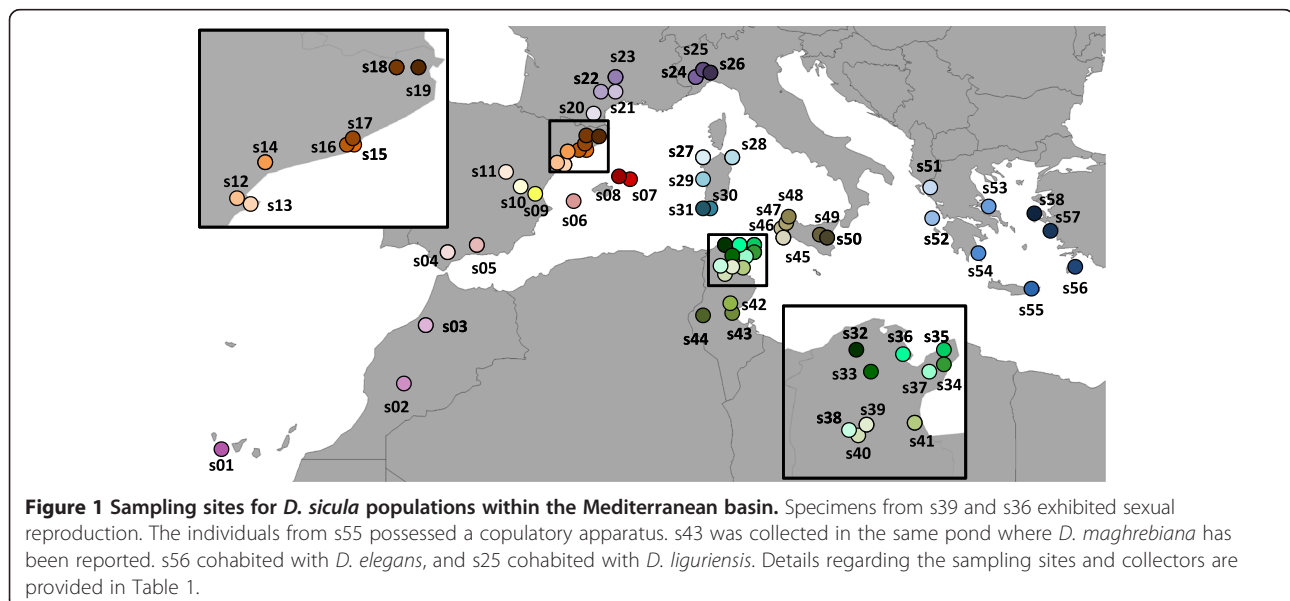 s18
s19
s17
s16
s15
s14
s12
s13
s23
s22
s20
s21
s25
s24
s26
s11
s10
s09
s08
s07
s06
s04
s05
s03
s02
s01
s27
s28
s29
s30
s31
s48
s47
s46
s49
s50
s45
s42
s43
s44
s51
s53
s52
s58
s57
s54
s56
s55
s32
s36
s35
s33
s37
s34
s39
s38
s41
s40
Figure 1 Sampling sites for D. sicula populations within the Mediterranean basin. Specimens from s39 and s36 exhibited sexual
reproduction. The individuals from s55 possessed a copulatory apparatus. s43 was collected in the same pond where D. maghrebiana has
been reported. s56 cohabited with D. elegans, and s25 cohabited with D. liguriensis. Details regarding the sampling sites and collectors are
provided in Table 1.